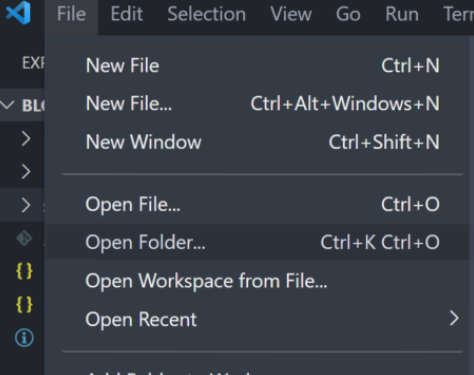 File Edit Selection View Go Run
New File Ctrl+N
New File... Ctrl+Alt+Windows+N
New Window Ctrl+Shift+N
Open File... Ctrl+O
Open Folder... Ctrl+K Ctrl+O
Open Workspace from File...
Open Recent